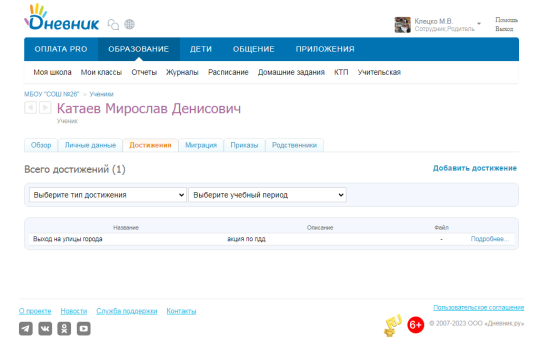 Дневник
Клецко М.В.
Сотрудник, Родитель
Помощь
Выход
ОПЛАТА PRO ОБРАЗОВАНИЕ ДЕТИ ОБЩЕНИЕ ПРИЛОЖЕНИЯ
Моя школа Мои классы Отчеты Журналы Расписание Домашние задания КТП Учительская
МБОУ "СОШ №26" » Ученики
Катаев Мирослав Денисович
Ученик
Обзор Личные данные Достижения Миграция Приказы Родственники
Всего достижений (1)
Добавить достижение
Выберите тип достижения Выберите учебный период
Название Описание Файл
Выход на улицы города акция по пдд - Подробнее...
О проекте Новости Служба поддержки Контакты
Пользовательское соглашение
6+ © 2007-2023 ООО «Дневник.ру»